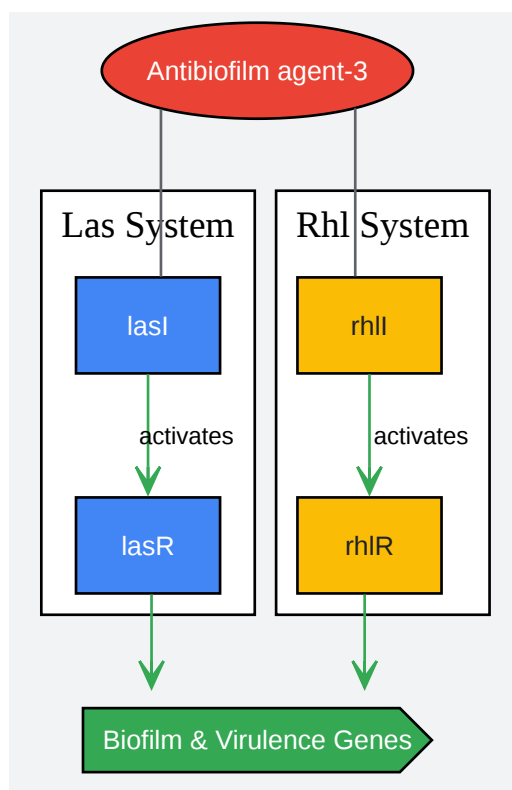 Antibiofilm agent-3
Las System
Rhl System
lasI
rhlI
activates
activates
lasR
rhlR
Biofilm & Virulence Genes